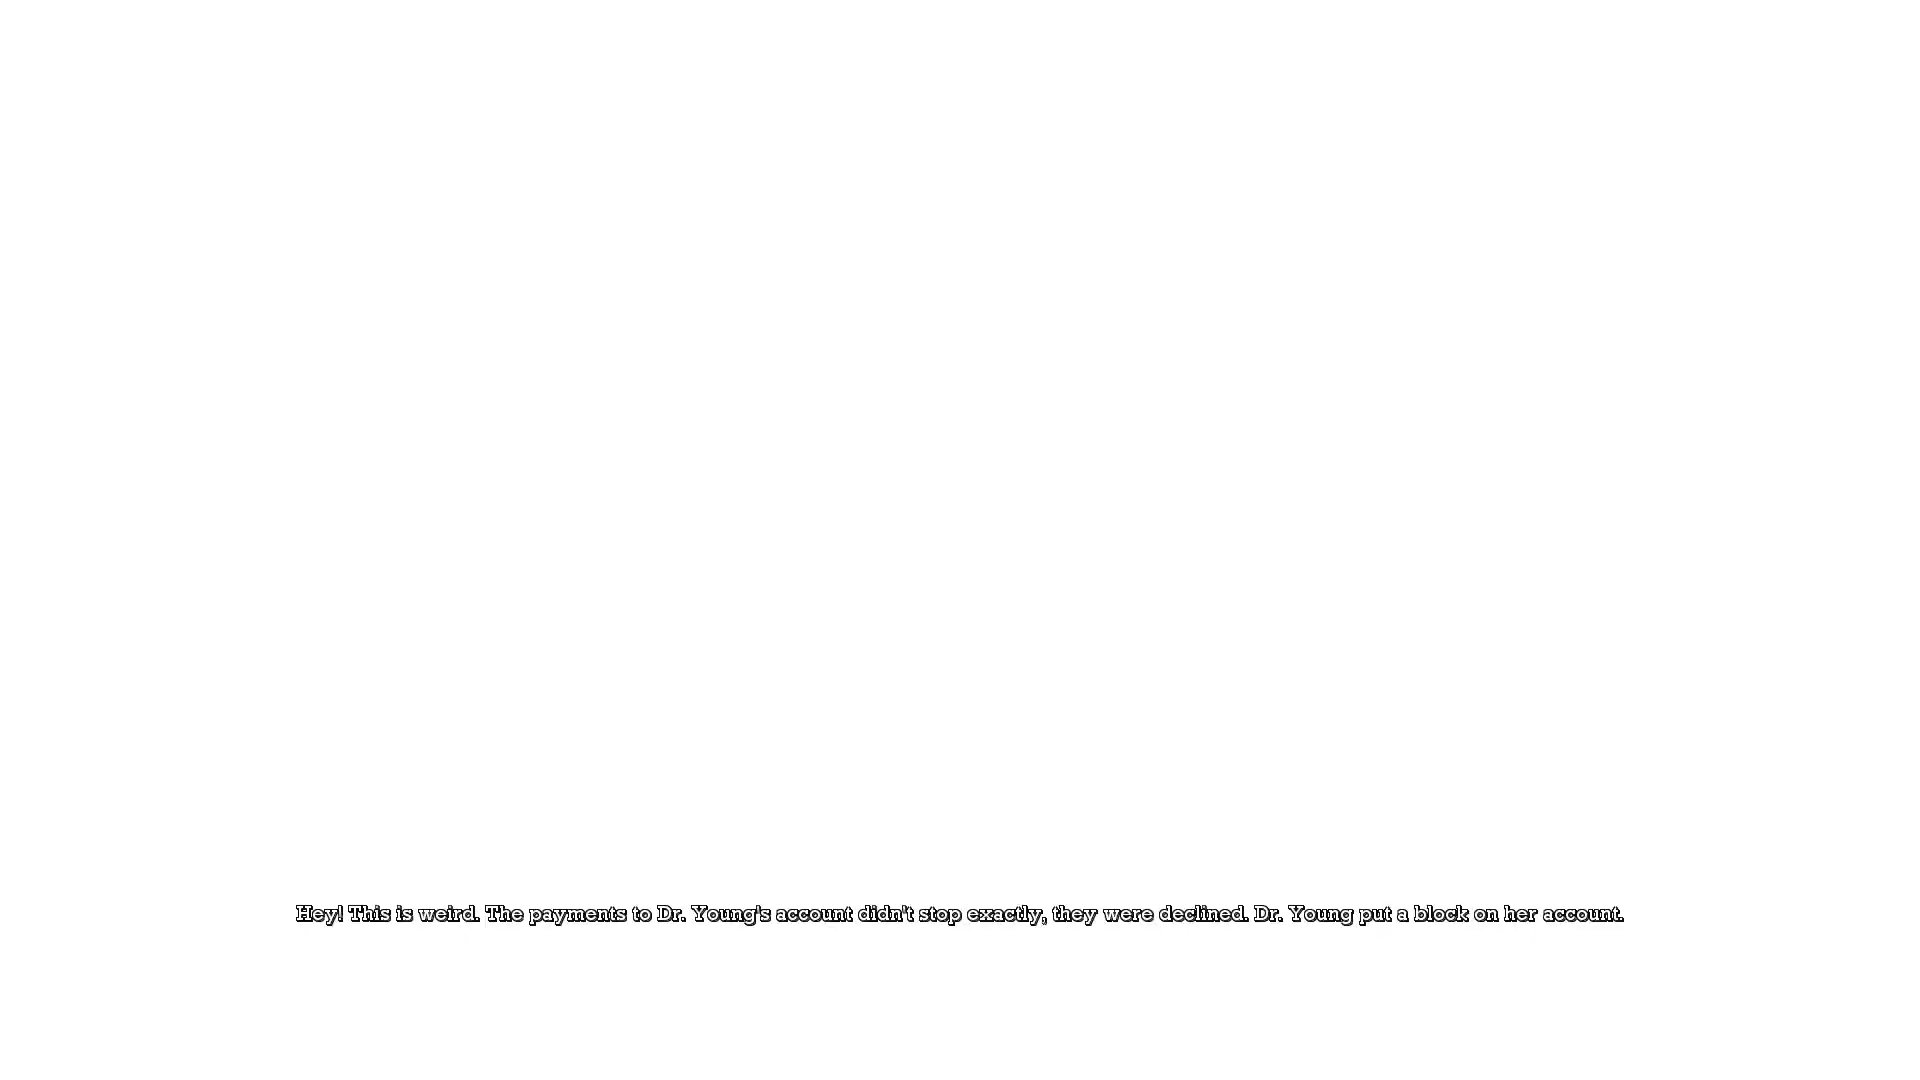 Hey! This is weird. The payments to Dr. Young's account didn't stop exactly, they were declined. Dr. Young put a block on her account.